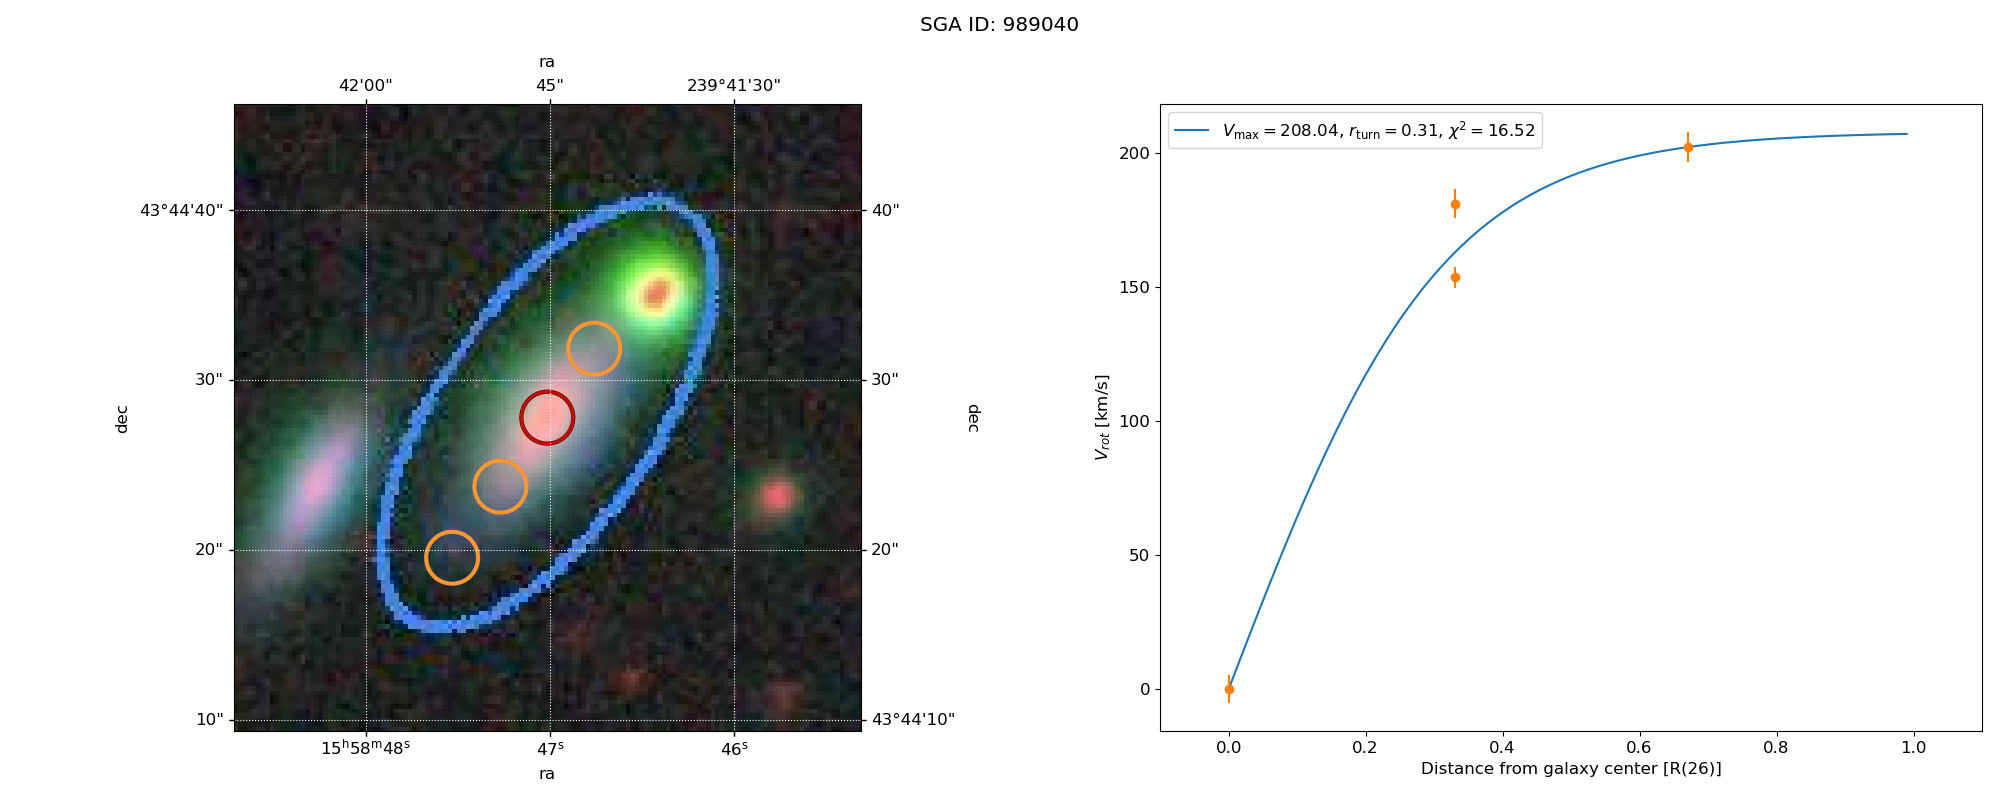 SGA ID: 989040
ra
42'00" 45" 239°41'30"
43°44'40" 40"
30" 30"
20" 20"
10" 43°44'10"
dec
dec
15ʰ58ᵐ48ˢ 47ˢ 46ˢ
ra
V_max = 208.04, r_turn = 0.31, χ² = 16.52
V_rot [km/s]
200
150
100
50
0
0.0 0.2 0.4 0.6 0.8 1.0
Distance from galaxy center [R(26)]